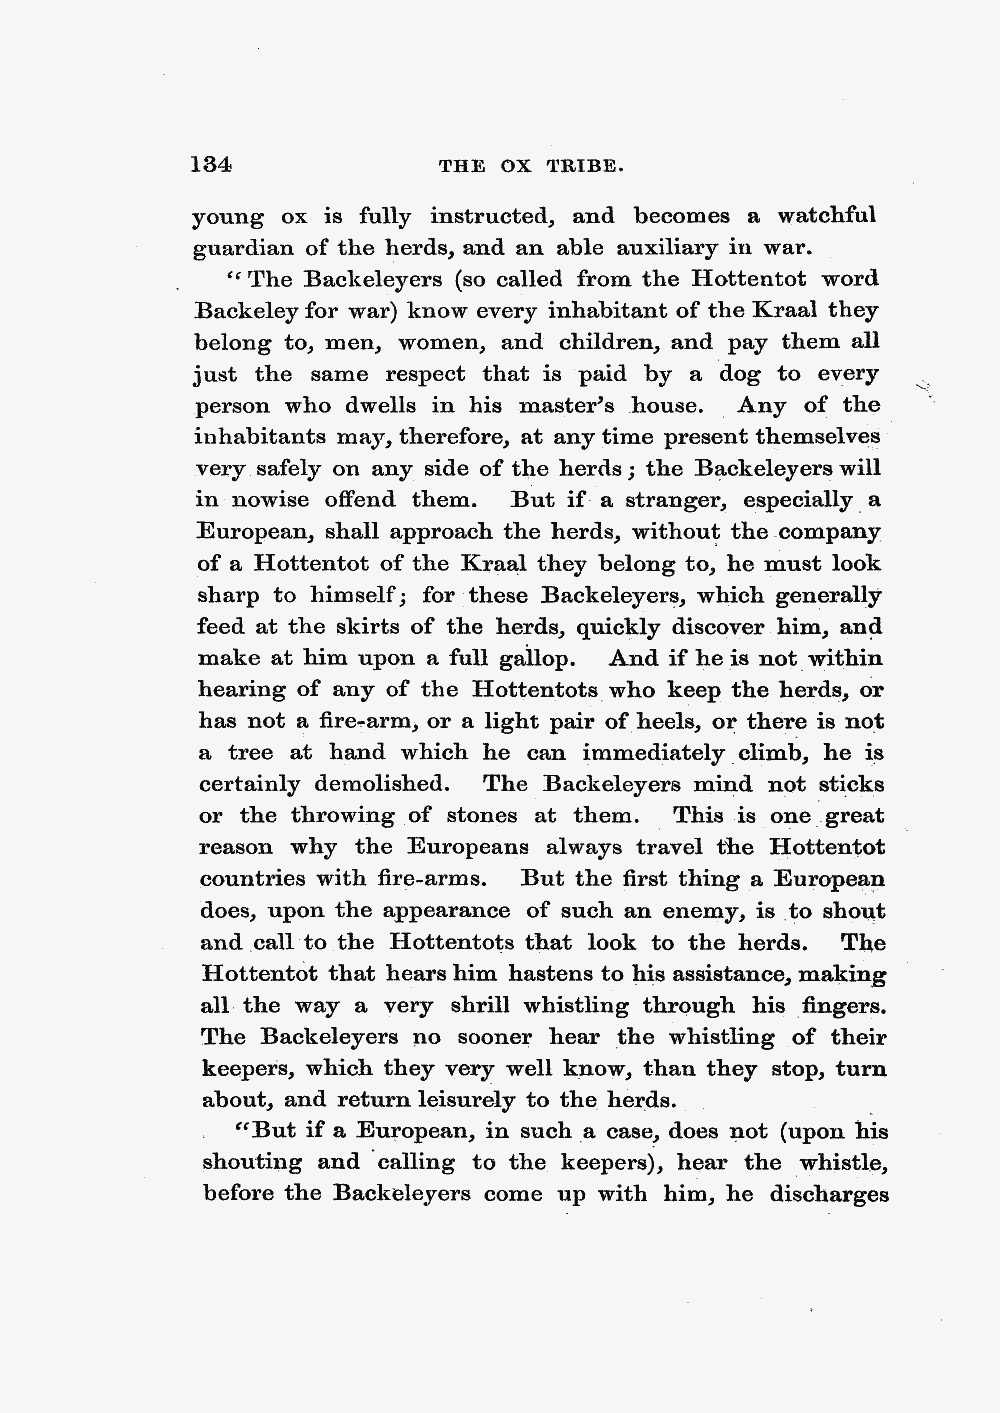 134 THE OX TRIBE.
young ox is fully instructed, and becomes a watchful
guardian of the herds, and an able auxiliary in war.
“The Backeleyers (so called from the Hottentot word
Backeley for war) know every inhabitant of the Kraal they
belong to, men, women, and children, and pay them all
just the same respect that is paid by a dog to every
person who dwells in his master's house. Any of the
inhabitants may, therefore, at any time present themselves
very safely on any side of the herds; the Backeleyers will
in nowise offend them. But if a stranger, especially a
European, shall approach the herds, without the company
of a Hottentot of the Kraal they belong to, he must look
sharp to himself; for these Backeleyers, which generally
feed at the skirts of the herds, quickly discover him, and
make at him upon a full gallop. And if he is not within
hearing of any of the Hottentots who keep the herds, or
has not a fire-arm, or a light pair of heels, or there is not
a tree at hand which he can immediately climb, he is
certainly demolished. The Backeleyers mind not sticks
or the throwing of stones at them. This is one great
reason why the Europeans always travel the Hottentot
countries with fire-arms. But the first thing a European
does, upon the appearance of such an enemy, is to shout
and call to the Hottentots that look to the herds. The
Hottentot that hears him hastens to his assistance, making
all the way a very shrill whistling through his fingers.
The Backeleyers no sooner hear the whistling of their
keepers, which they very well know, than they stop, turn
about, and return leisurely to the herds.
“But if a European, in such a case, does not (upon his
shouting and calling to the keepers), hear the whistle,
before the Backeleyers come up with him, he discharges